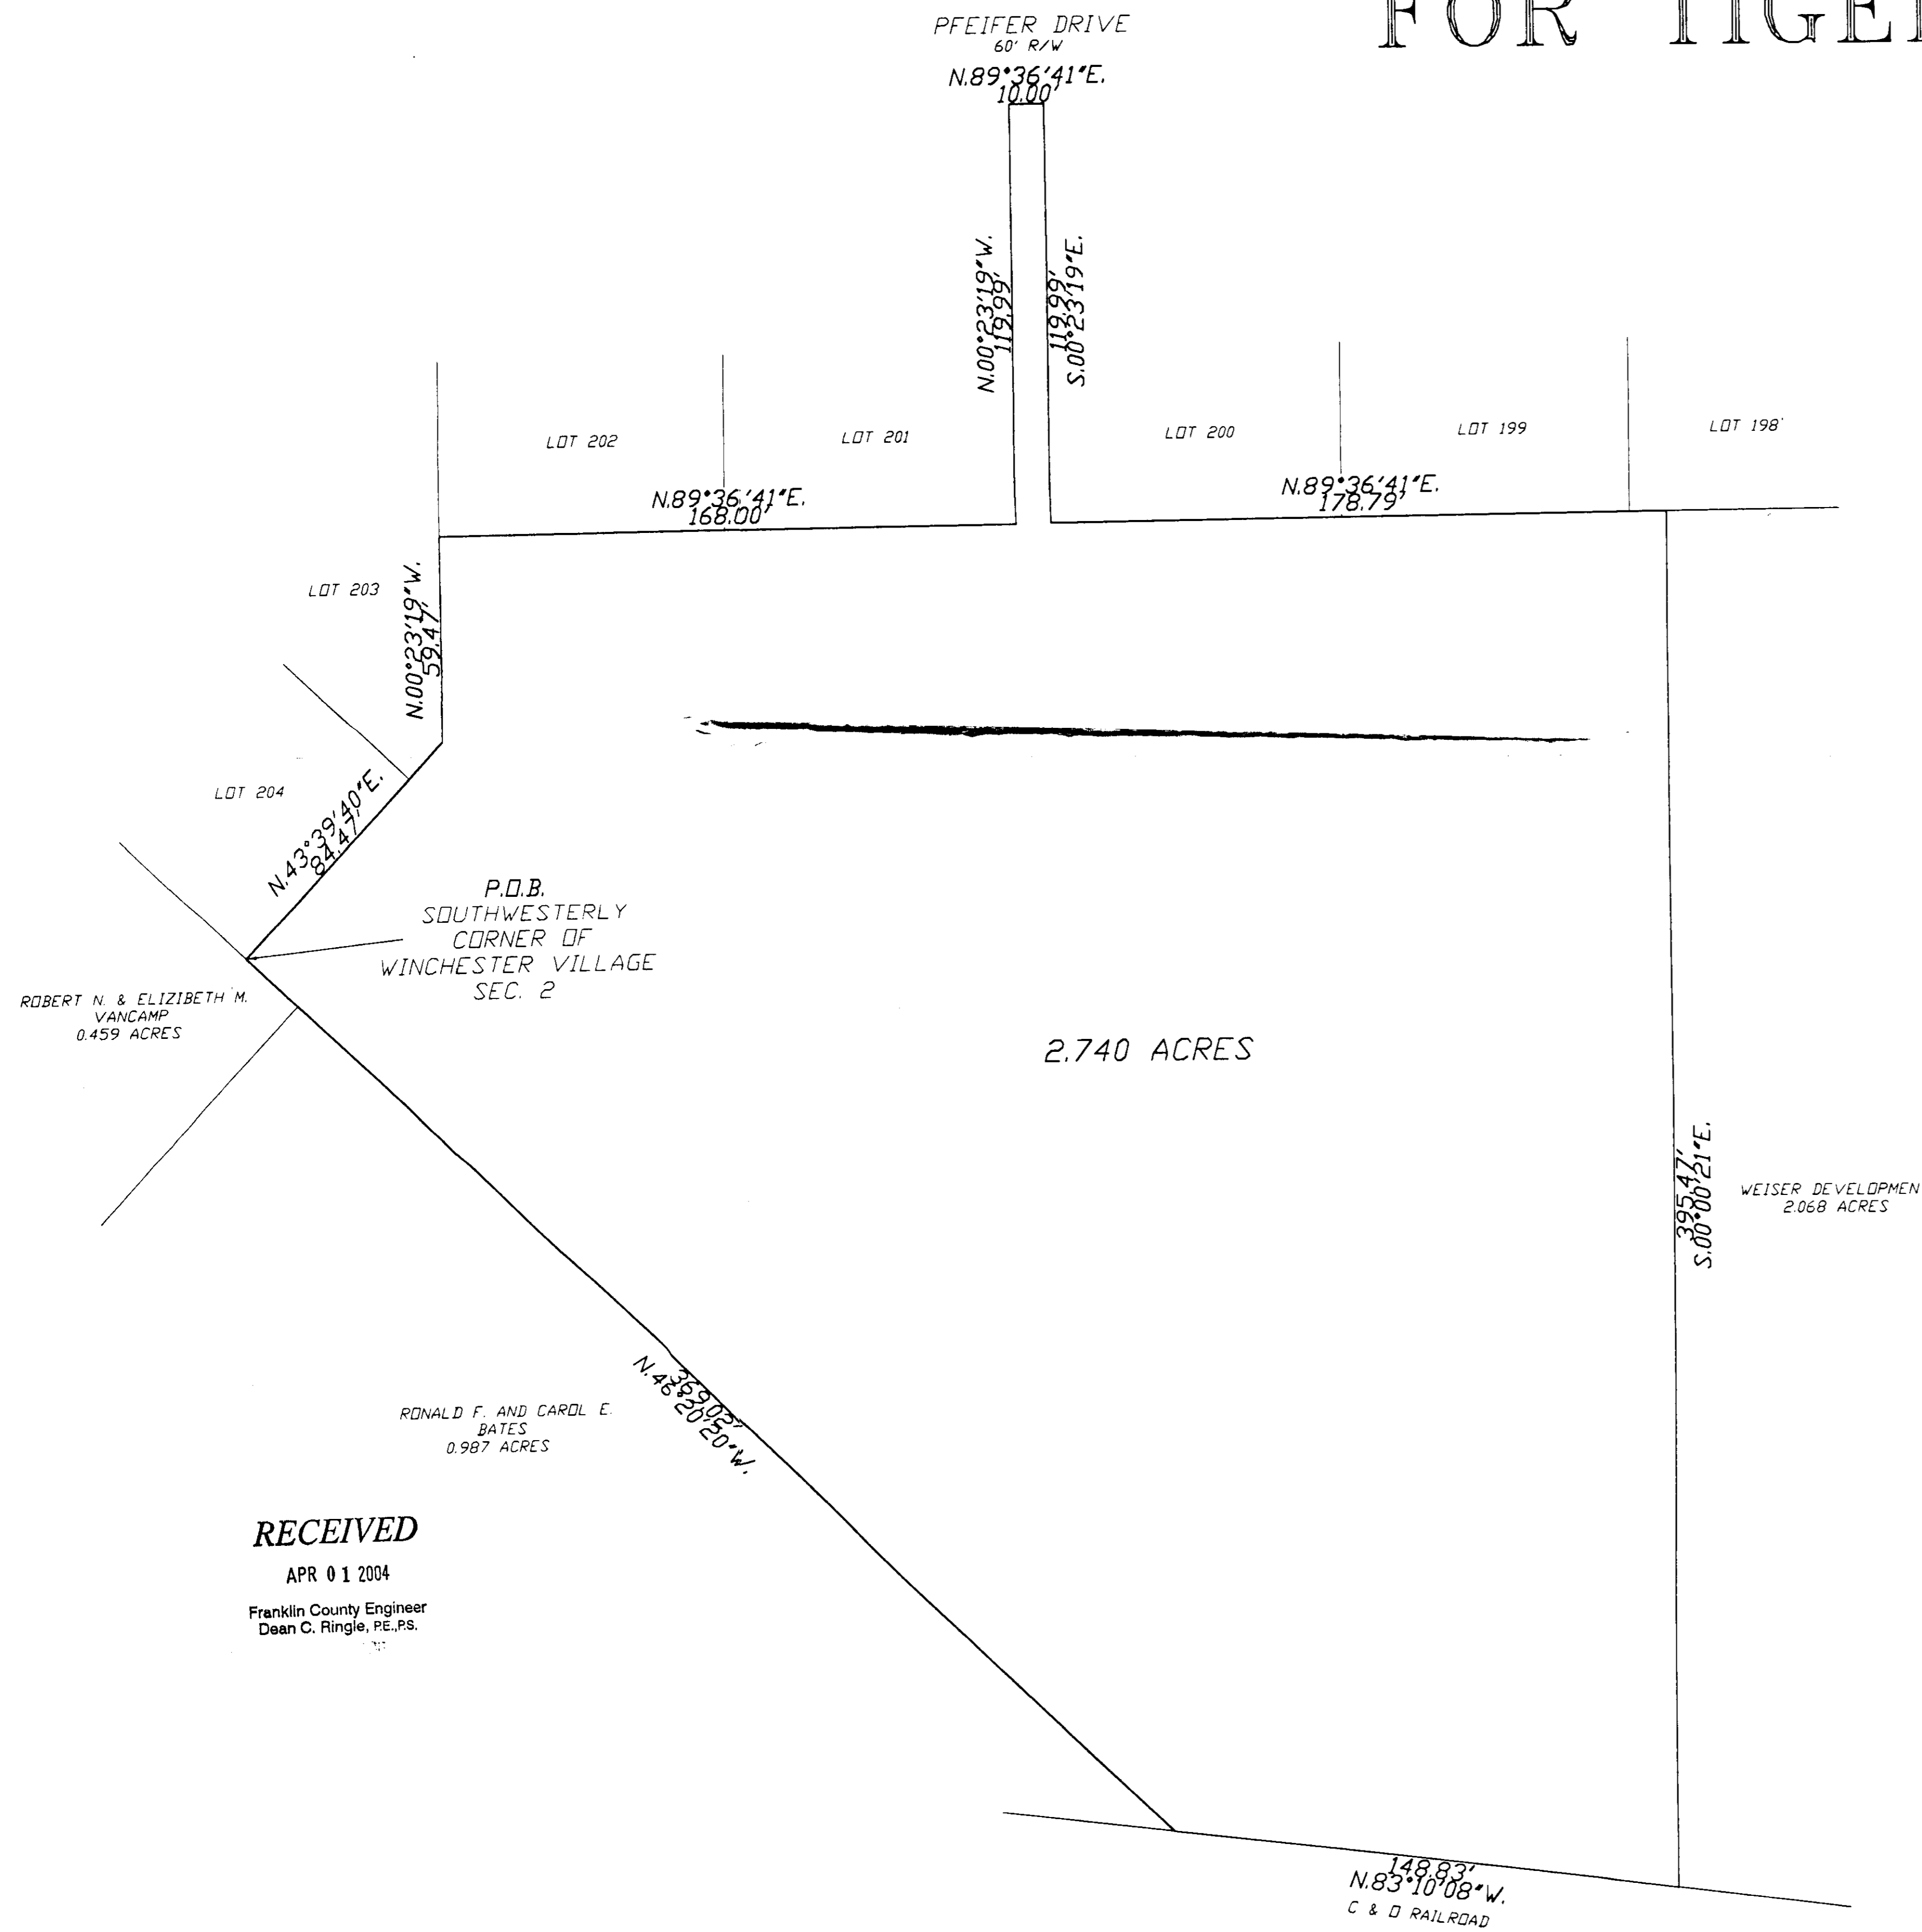 FOR TIGE
PFEIFER DRIVE
60' R/W
N.89°36'41"E.
10.00'
N.00°23'19"W.
119.99'
119.99'
S.00°23'19"E.
LOT 202
LOT 201
LOT 200
LOT 199
LOT 198
N.89°36'41"E.
168.00'
N.89°36'41"E.
178.79'
LOT 203
N.00°23'19"W.
59.47'
LOT 204
N.43°39'40"E.
84.47'
P.O.B.
SOUTHWESTERLY
CORNER OF
WINCHESTER VILLAGE
SEC. 2
ROBERT N. & ELIZIBETH M.
VANCAMP
0.459 ACRES
2.740 ACRES
395.47'
S.00°00'21"E.
WEISER DEVELOPMEN
2.068 ACRES
369.02'
N.46°20'20"W.
RONALD F. AND CAROL E.
BATES
0.987 ACRES
RECEIVED
APR 01 2004
Franklin County Engineer
Dean C. Ringle, P.E.,P.S.
148.83'
N.83°10'08"W.
C & O RAILROAD